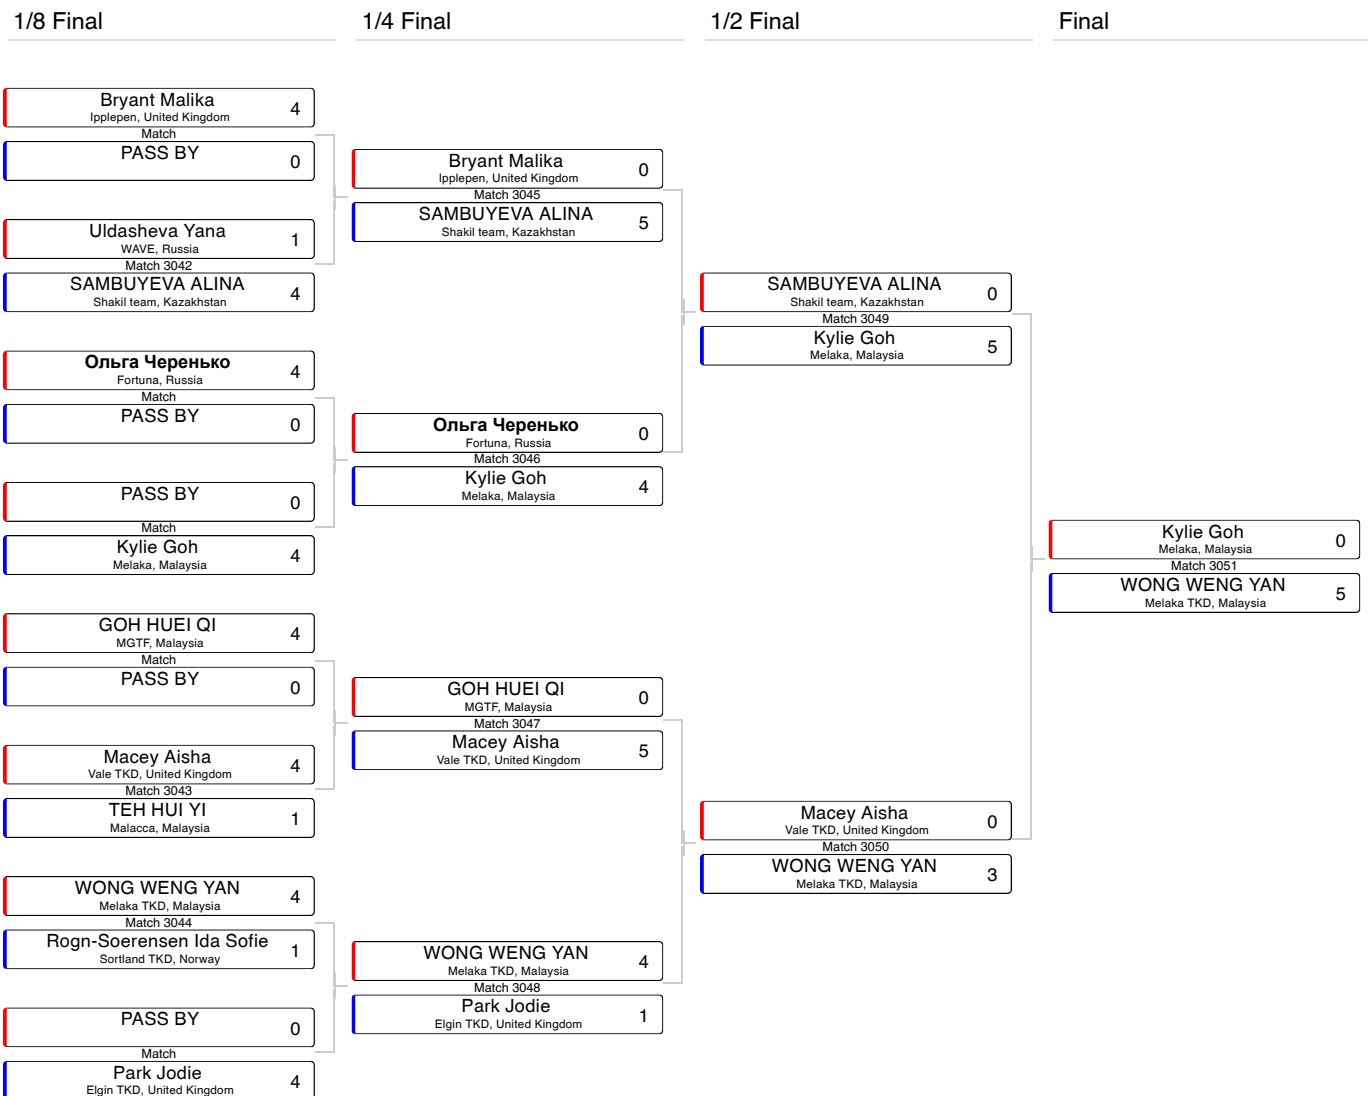 1/8 Final
1/4 Final
1/2 Final
Final
Bryant Malika
Ipplepen, United Kingdom
4
Match
PASS BY
0
Uldasheva Yana
WAVE, Russia
1
Match 3042
SAMBUYEVA ALINA
Shakil team, Kazakhstan
4
Ольга Черенько
Fortuna, Russia
4
Match
PASS BY
0
PASS BY
0
Match
Kylie Goh
Melaka, Malaysia
4
GOH HUEI QI
MGTF, Malaysia
4
Match
PASS BY
0
Macey Aisha
Vale TKD, United Kingdom
4
Match 3043
TEH HUI YI
Malacca, Malaysia
1
WONG WENG YAN
Melaka TKD, Malaysia
4
Match 3044
Rogn-Soerensen Ida Sofie
Sortland TKD, Norway
1
PASS BY
0
Match
Park Jodie
Elgin TKD, United Kingdom
4
Bryant Malika
Ipplepen, United Kingdom
0
Match 3045
SAMBUYEVA ALINA
Shakil team, Kazakhstan
5
Ольга Черенько
Fortuna, Russia
0
Match 3046
Kylie Goh
Melaka, Malaysia
4
GOH HUEI QI
MGTF, Malaysia
0
Match 3047
Macey Aisha
Vale TKD, United Kingdom
5
WONG WENG YAN
Melaka TKD, Malaysia
4
Match 3048
Park Jodie
Elgin TKD, United Kingdom
1
SAMBUYEVA ALINA
Shakil team, Kazakhstan
0
Match 3049
Kylie Goh
Melaka, Malaysia
5
Macey Aisha
Vale TKD, United Kingdom
0
Match 3050
WONG WENG YAN
Melaka TKD, Malaysia
3
Kylie Goh
Melaka, Malaysia
0
Match 3051
WONG WENG YAN
Melaka TKD, Malaysia
5